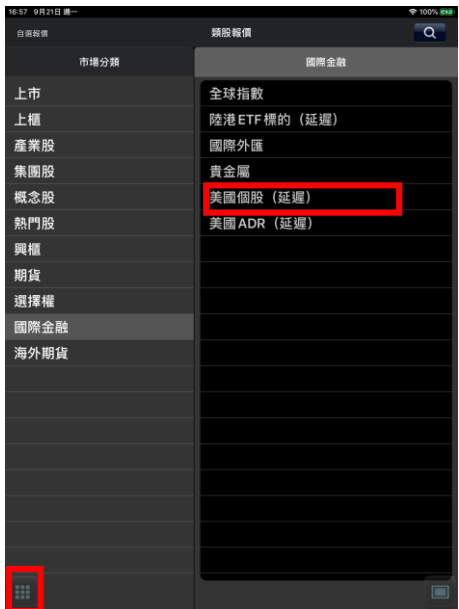 16:57 9月21日 週一
100%
自選報價
類股報價
市場分類
國際金融
上市
上櫃
產業股
集團股
概念股
熱門股
興櫃
期貨
選擇權
國際金融
海外期貨
全球指數
陸港ETF標的（延遲）
國際外匯
貴金屬
美國個股（延遲）
美國ADR（延遲）